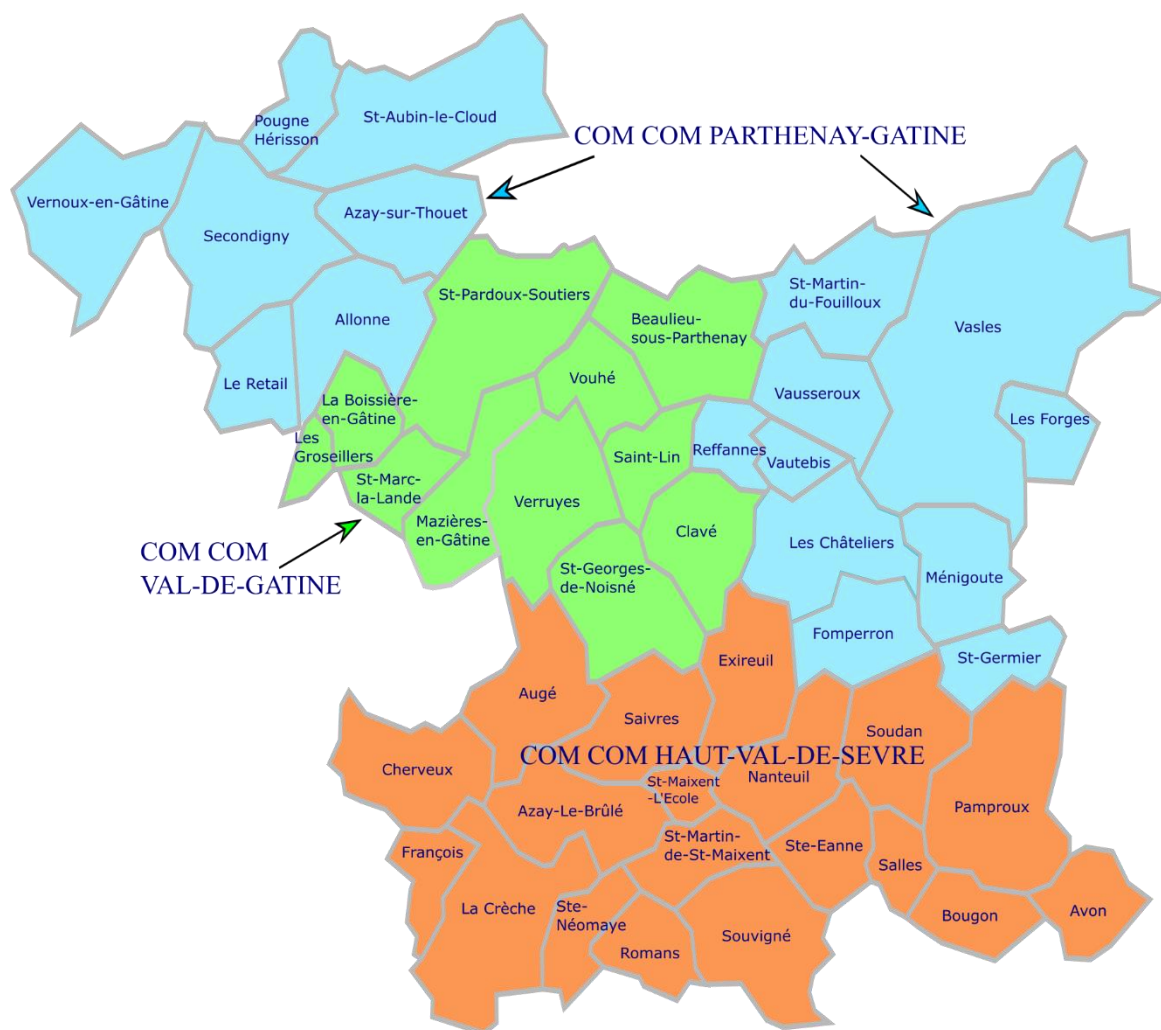 Pougne
Hérisson
St-Aubin-le-Cloud
COM COM PARTHENAY-GATINE
Vernoux-en-Gâtine
Secondigny
Azay-sur-Thouet
St-Pardoux-Soutiers
St-Martin-
du-Fouilloux
Allonne
Beaulieu-
sous-Parthenay
Vasles
Le Retail
Vouhé
Vausseroux
La Boissière-
en-Gâtine
Les Forges
Les
Groseillers
Saint-Lin
Reffannes
Vautebis
St-Marc-
la-Lande
Verruyes
Mazières-
en-Gâtine
Clavé
Les Châteliers
COM COM
VAL-DE-GATINE
St-Georges-
de-Noisné
Ménigoute
Fomperron
St-Germier
Exireuil
Augé
Saivres
Soudan
COM COM HAUT-VAL-DE-SEVRE
Cherveux
St-Maixent
-L'Ecole
Nanteuil
Pamproux
Azay-Le-Brûlé
St-Martin-
de-St-Maixent
Ste-Eanne
François
Salles
La Crèche
Ste-
Néomaye
Bougon
Avon
Souvigné
Romans